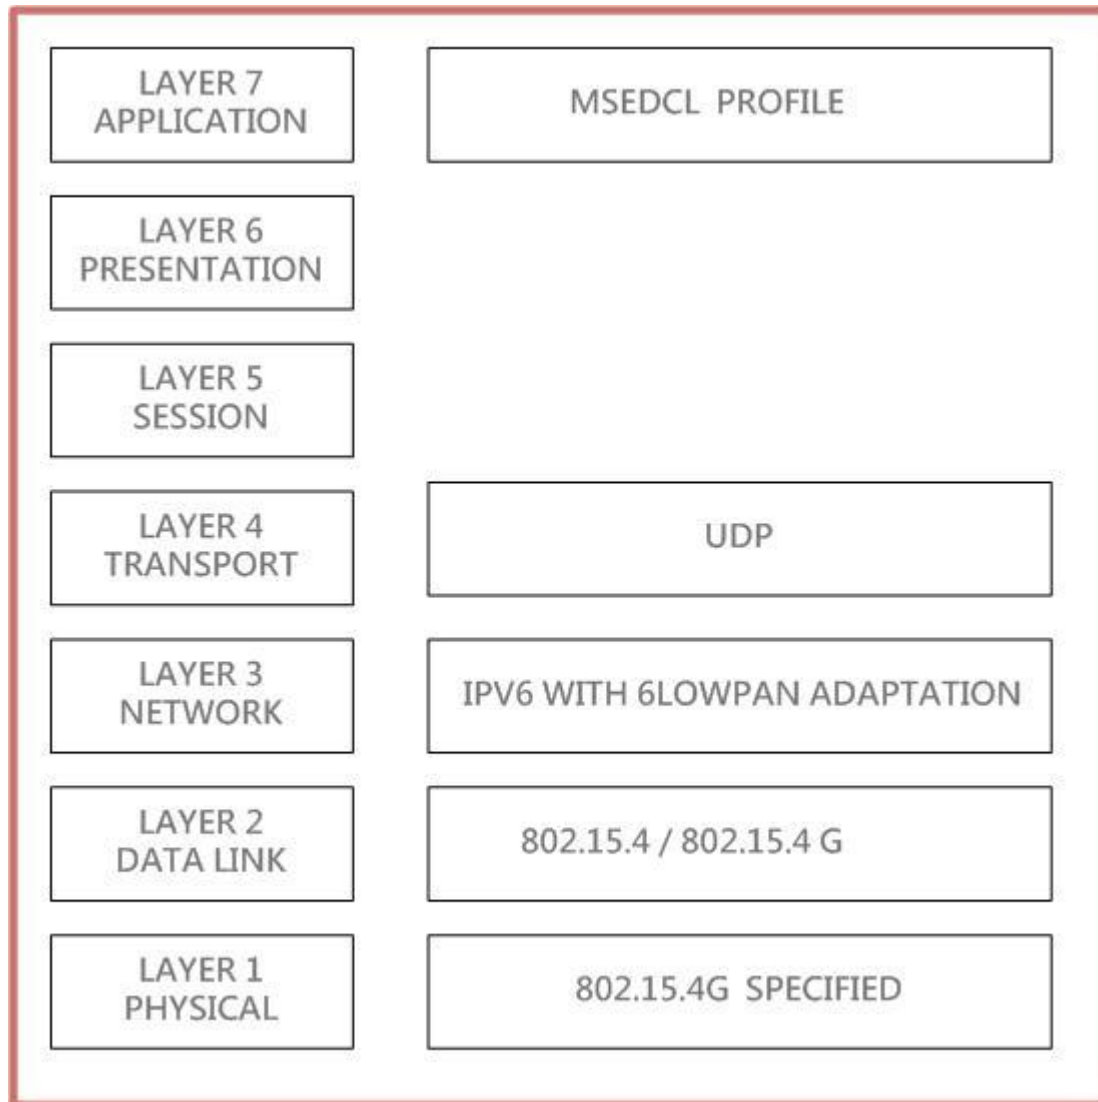 LAYER 7
APPLICATION
MSEDCL PROFILE
LAYER 6
PRESENTATION
LAYER 5
SESSION
LAYER 4
TRANSPORT
UDP
LAYER 3
NETWORK
IPV6 WITH 6LOWPAN ADAPTATION
LAYER 2
DATA LINK
802.15.4 / 802.15.4 G
LAYER 1
PHYSICAL
802.15.4G SPECIFIED